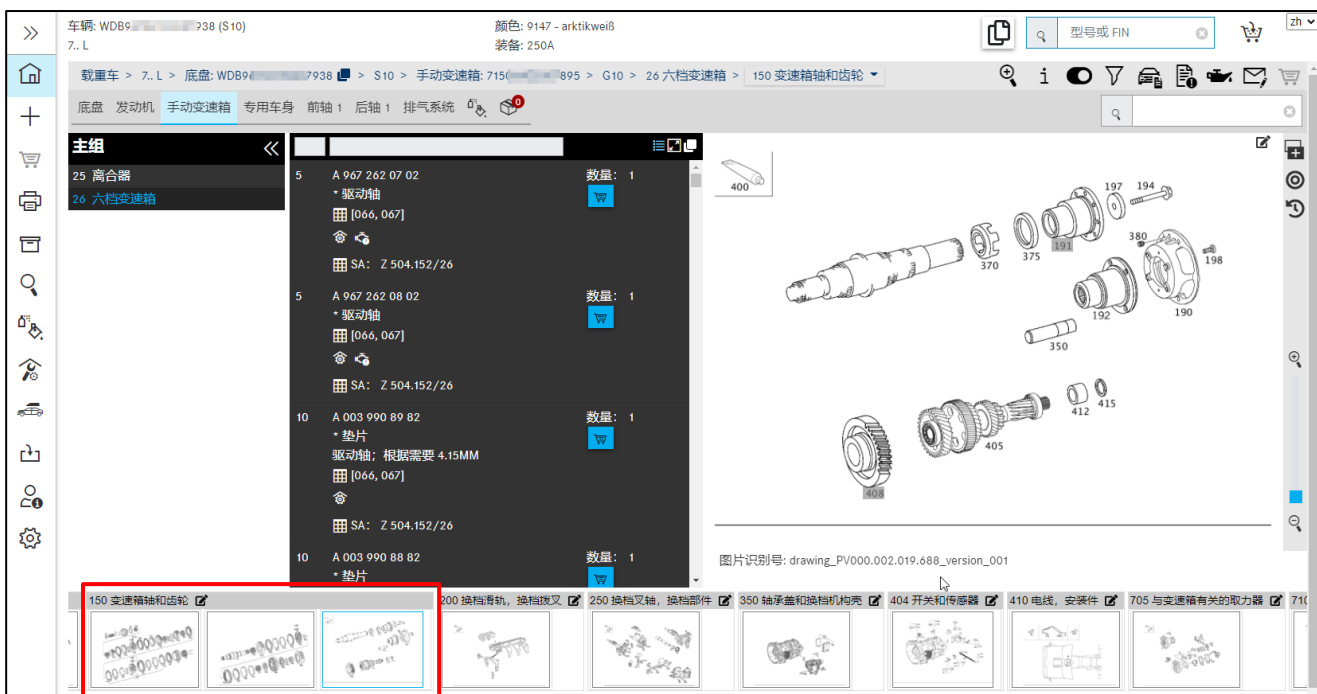 车辆: WDB9 938 (S10)
7.. L
颜色: 9147 - arktikweiß
装备: 250A
型号或 FIN
zh
载重车 > 7.. L > 底盘: WDB9 7938 > S10 > 手动变速箱: 715 895 > G10 > 26 六档变速箱 > 150 变速箱轴和齿轮
底盘 发动机 手动变速箱 专用车身 前轴 1 后轴 1 排气系统 0
主组
25 离合器
26 六档变速箱
5 A 967 262 07 02 数量: 1
* 驱动轴
[066, 067]
SA: Z 504.152/26
5 A 967 262 08 02 数量: 1
* 驱动轴
[066, 067]
SA: Z 504.152/26
10 A 003 990 89 82 数量: 1
* 垫片
驱动轴; 根据需要 4.15MM
[066, 067]
SA: Z 504.152/26
10 A 003 990 88 82 数量: 1
* 垫片
400
197 194
191
380
375
370
198
192
190
350
412 415
405
408
图片识别号: drawing_PV000.002.019.688_version_001
150 变速箱轴和齿轮
200 换档滑轨, 换档拨叉
250 换档叉轴, 换档部件
350 轴承盖和换档机构壳
404 开关和传感器
410 电线, 安装件
705 与变速箱有关的取力器
710